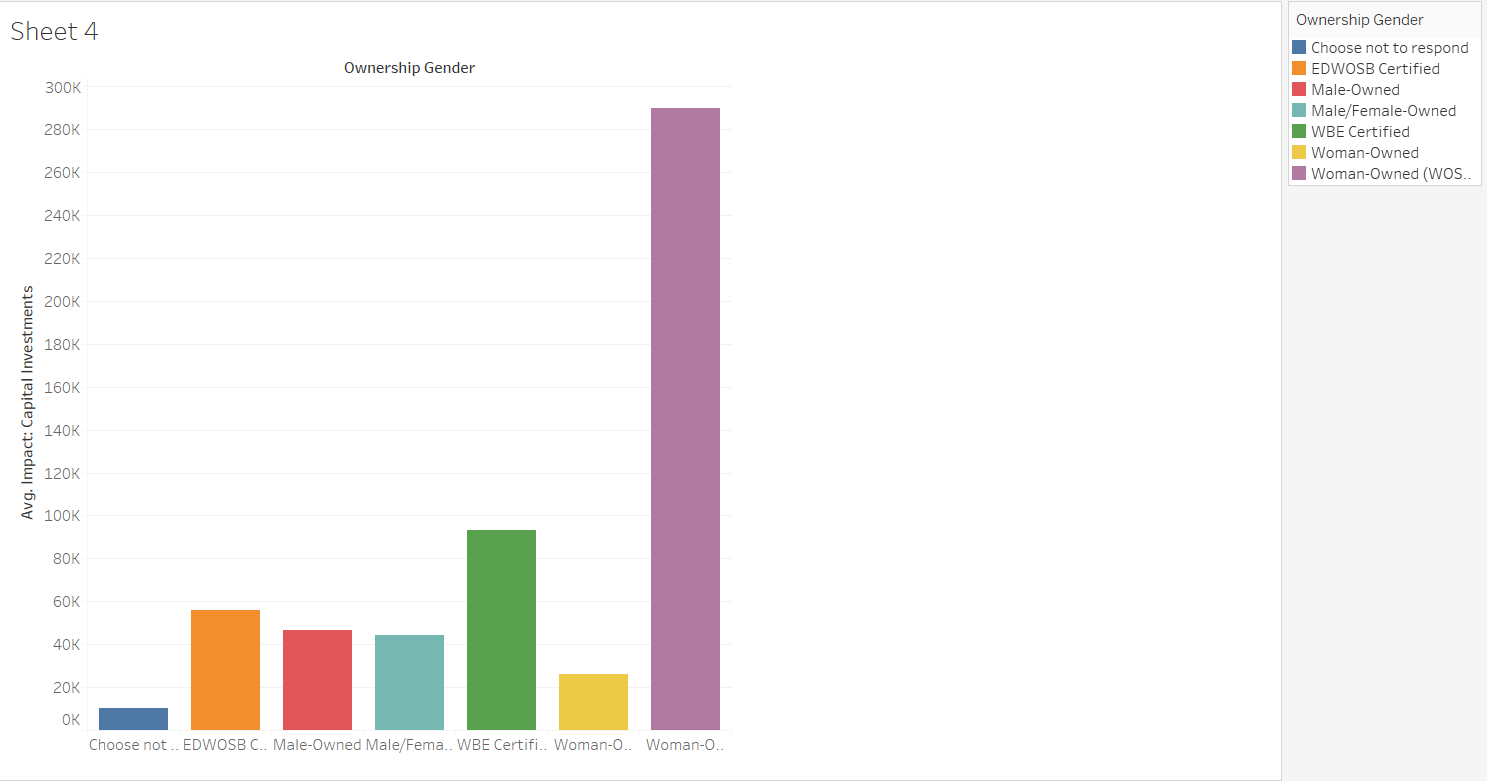 Sheet 4
Ownership Gender
300K
280K
260K
240K
220K
200K
180K
160K
140K
120K
100K
80K
60K
40K
20K
0K
Avg. Impact: Capital Investments
Choose not .. EDWOSB C.. Male-Owned Male/Fema.. WBE Certifi.. Woman-O.. Woman-O..
Ownership Gender
Choose not to respond
EDWOSB Certified
Male-Owned
Male/Female-Owned
WBE Certified
Woman-Owned
Woman-Owned (WOS..